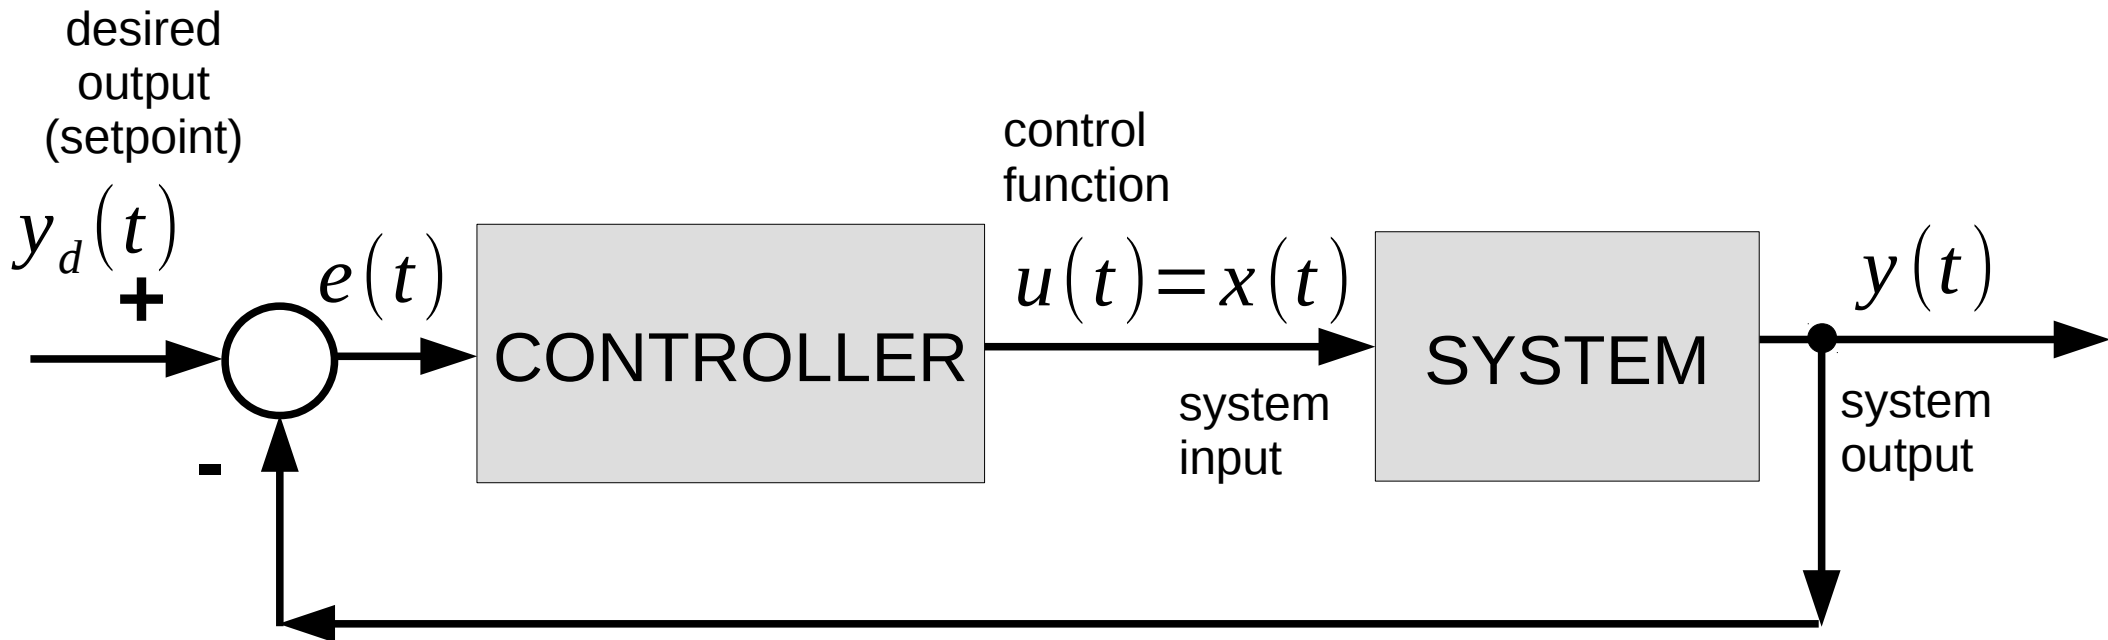 desired
output
(setpoint)
y_d(t)
+
e(t)
CONTROLLER
control
function
u(t)=x(t)
system
input
SYSTEM
y(t)
system
output
-